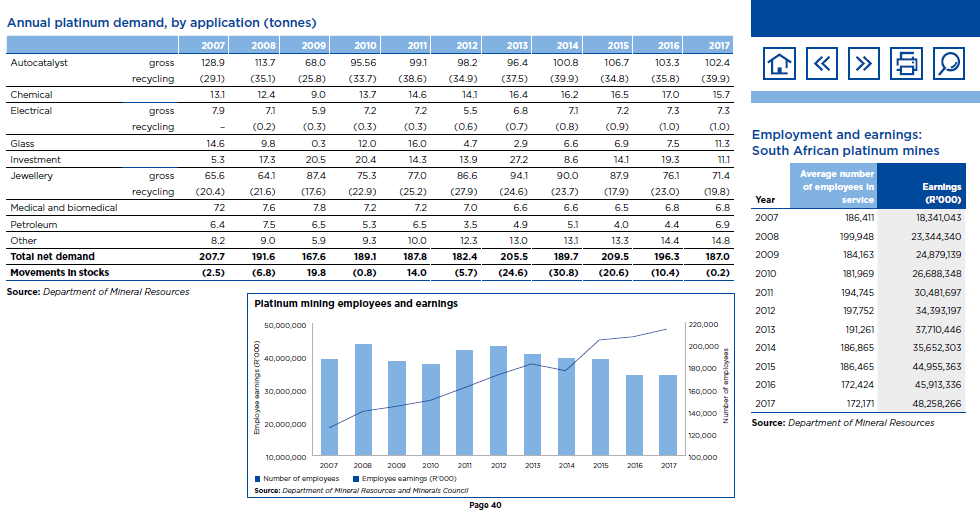 Annual platinum demand, by application (tonnes)
2007 2008 2009 2010 2011 2012 2013 2014 2015 2016 2017
Autocatalyst gross 128.9 113.7 68.0 95.56 99.1 98.2 96.4 100.8 106.7 103.3 102.4
recycling (29.1) (35.1) (25.8) (33.7) (38.6) (34.9) (37.5) (39.9) (34.8) (35.8) (39.9)
Chemical 13.1 12.4 9.0 13.7 14.6 14.1 16.4 16.2 16.5 17.0 15.7
Electrical gross 7.9 7.1 5.9 7.2 7.2 5.5 6.8 7.1 7.2 7.3 7.3
recycling – (0.2) (0.3) (0.3) (0.3) (0.6) (0.7) (0.8) (0.9) (1.0) (1.0)
Glass 14.6 9.8 0.3 12.0 16.0 4.7 2.9 6.6 6.9 7.5 11.3
Investment 5.3 17.3 20.5 20.4 14.3 13.9 27.2 8.6 14.1 19.3 11.1
Jewellery gross 65.6 64.1 87.4 75.3 77.0 86.6 94.1 90.0 87.9 76.1 71.4
recycling (20.4) (21.6) (17.6) (22.9) (25.2) (27.9) (24.6) (23.7) (17.9) (23.0) (19.8)
Medical and biomedical 72 7.6 7.8 7.2 7.2 7.0 6.6 6.6 6.5 6.8 6.8
Petroleum 6.4 7.5 6.5 5.3 6.5 3.5 4.9 5.1 4.0 4.4 6.9
Other 8.2 9.0 5.9 9.3 10.0 12.3 13.0 13.1 13.3 14.4 14.8
Total net demand 207.7 191.6 167.6 189.1 187.8 182.4 205.5 189.7 209.5 196.3 187.0
Movements in stocks (2.5) (6.8) 19.8 (0.8) 14.0 (5.7) (24.6) (30.8) (20.6) (10.4) (0.2)
Source: Department of Mineral Resources
Platinum mining employees and earnings
Employee earnings (R'000)
50,000,000
40,000,000
30,000,000
20,000,000
10,000,000
220,000
200,000
180,000
160,000
140,000
120,000
100,000
Number of employees
2007 2008 2009 2010 2011 2012 2013 2014 2015 2016 2017
Number of employees Employee earnings (R'000)
Source: Department of Mineral Resources and Minerals Council
Page 40
Employment and earnings:
South African platinum mines
Average number
of employees in Earnings
Year service (R'000)
2007 186,411 18,341,043
2008 199,948 23,344,340
2009 184,163 24,879,139
2010 181,969 26,688,348
2011 194,745 30,481,697
2012 197,752 34,393,197
2013 191,261 37,710,446
2014 186,865 35,652,303
2015 186,465 44,955,363
2016 172,424 45,913,336
2017 172,171 48,258,266
Source: Department of Mineral Resources